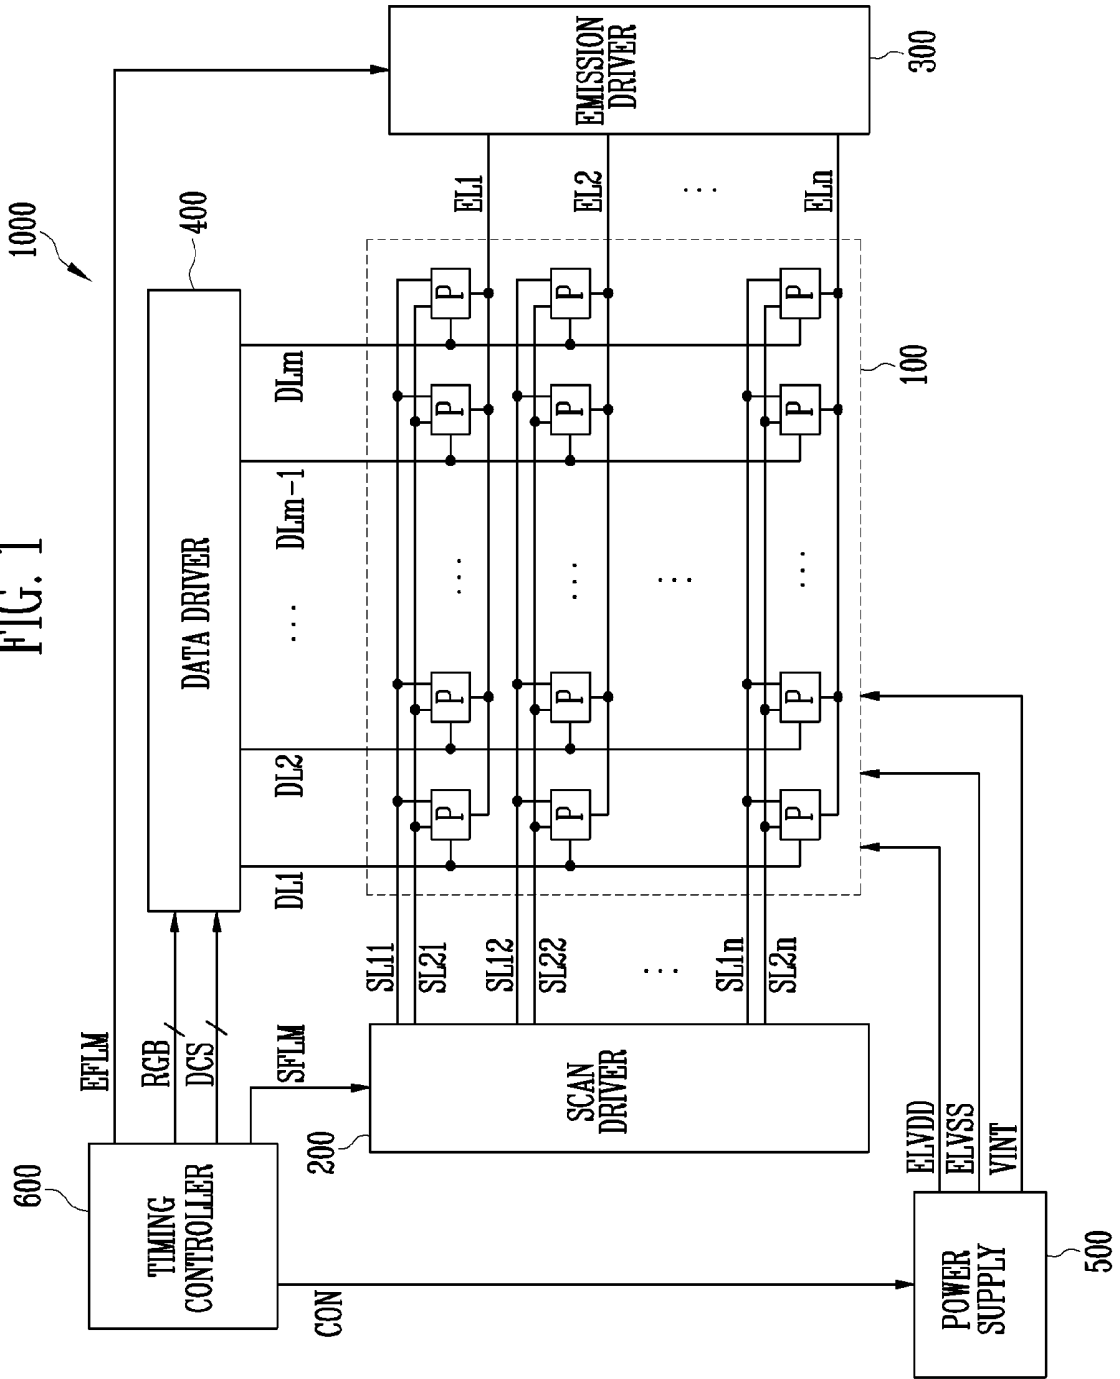 FIG. 1
1000
600
TIMING
CONTROLLER
EFLM
RGB
DCS
SFLM
CON
400
DATA DRIVER
DL1
DL2
...
DLm-1
DLm
200
SCAN
DRIVER
SL11
SL21
SL12
SL22
...
SL1n
SL2n
P P ... P P
P P ... P P
...
P P ... P P
100
EL1
EL2
...
ELn
EMISSION
DRIVER
300
ELVDD
ELVSS
VINT
POWER
SUPPLY
500